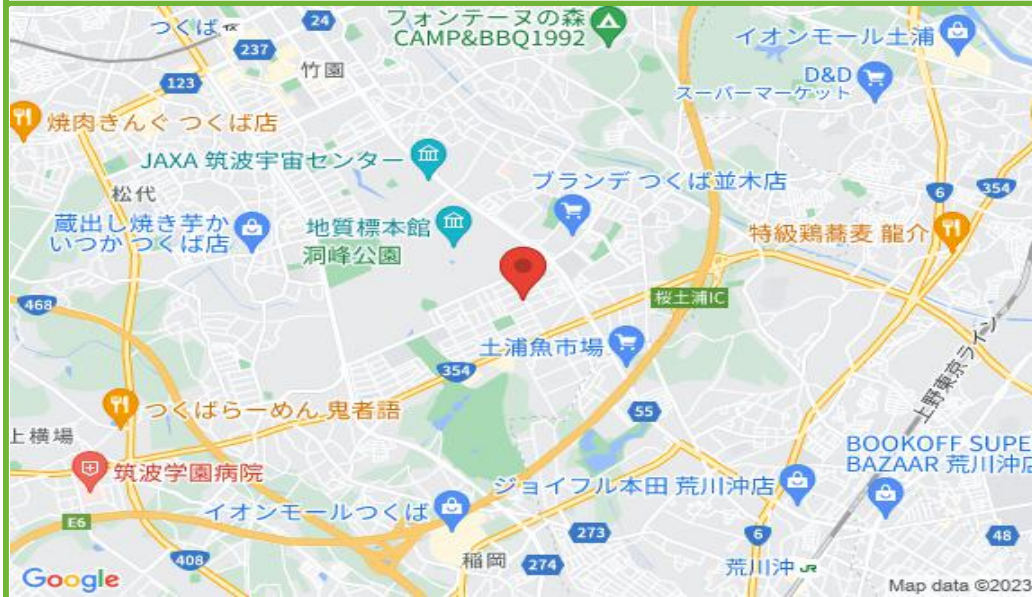 つくば
24
フォンテーヌの森
CAMP&BBQ1992
イオンモール土浦
237
竹園
D&D
スーパーマーケット
123
焼肉きんぐ つくば店
JAXA 筑波宇宙センター
ブランデ つくば並木店
6
354
松代
蔵出し焼き芋か
いつか つくば店
地質標本館
洞峰公園
特級鶏蕎麦 龍介
468
桜土浦IC
土浦魚市場
354
上野東京ライン
つくばらーめん 鬼者語
55
上横場
筑波学園病院
BOOKOFF SUPE
BAZAAR 荒川沖店
ジョイフル本田 荒川沖店
イオンモールつくば
E6
273
6
48
408
稲岡
274
荒川沖 JR
Google
Map data ©2023